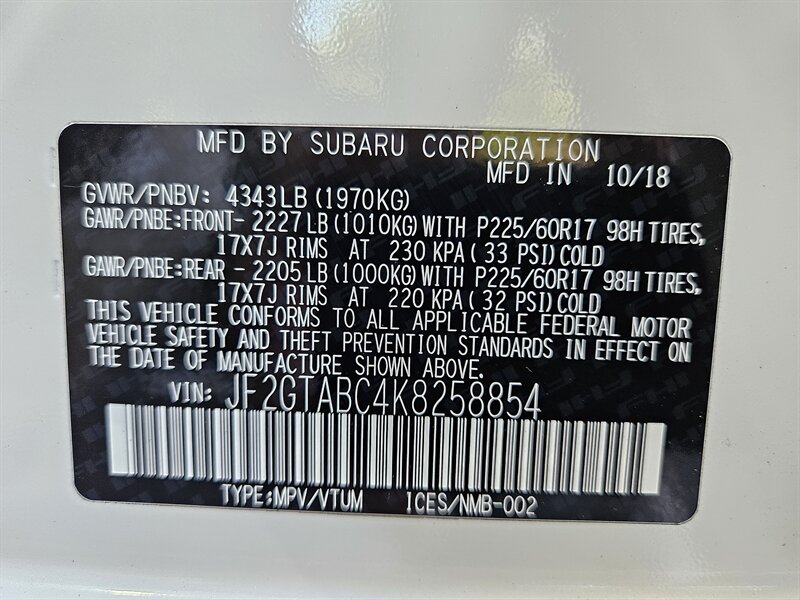 MFD BY SUBARU CORPORATION
MFD IN 10/18
GVWR/PNBV: 4343LB (1970KG)
GAWR/PNBE:FRONT- 2227 LB (1010KG) WITH P225/60R17 98H TIRES,
17X7J RIMS AT 230 KPA ( 33 PSI) COLD
GAWR/PNBE:REAR - 2205 LB (1000KG) WITH P225/60R17 98H TIRES,
17X7J RIMS AT 220 KPA ( 32 PSI) COLD
THIS VEHICLE CONFORMS TO ALL APPLICABLE FEDERAL MOTOR
VEHICLE SAFETY AND THEFT PREVENTION STANDARDS IN EFFECT ON
THE DATE OF MANUFACTURE SHOWN ABOVE.
VIN: JF2GTABC4K8258854
TYPE:MPV/VTUM ICES/NMB-002